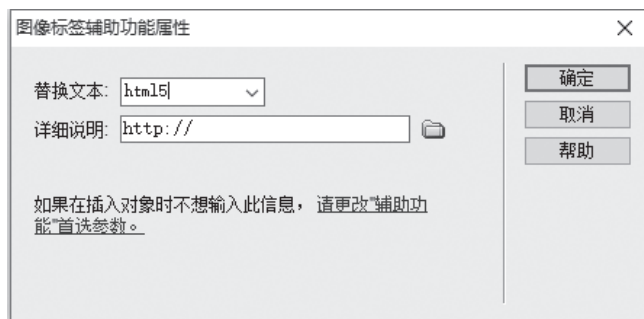 图像标签辅助功能属性
替换文本: html5
详细说明: http://
确定
取消
帮助
如果在插入对象时不想输入此信息，请更改"辅助功
能"首选参数。